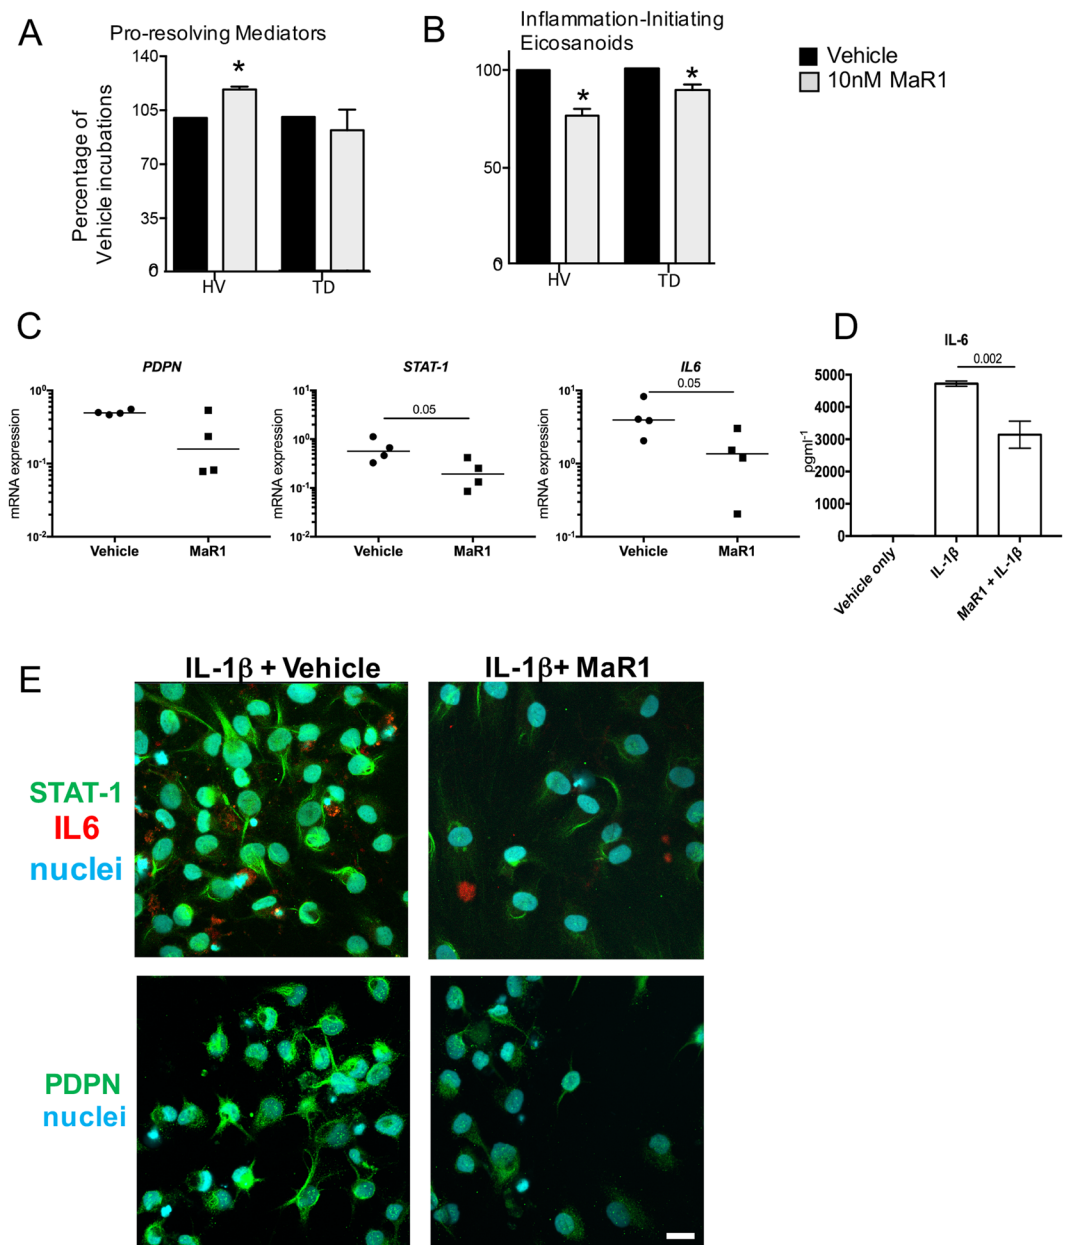 A
Pro-resolving Mediators
Percentage of
Vehicle incubations
140
105
70
35
0
*
HV
TD
B
Inflammation-Initiating
Eicosanoids
100
50
0
*
*
HV
TD
Vehicle
10nM MaR1
C
PDPN
mRNA expression
10⁰
10⁻¹
10⁻²
Vehicle
MaR1
STAT-1
mRNA expression
10¹
10⁰
10⁻¹
10⁻²
0.05
Vehicle
MaR1
IL6
mRNA expression
10¹
10⁰
10⁻¹
0.05
Vehicle
MaR1
D
IL-6
0.002
pgml⁻¹
5000
4000
3000
2000
1000
0
Vehicle only
IL-1β
MaR1 + IL-1β
E
IL-1β + Vehicle
IL-1β+ MaR1
STAT-1
IL6
nuclei
PDPN
nuclei